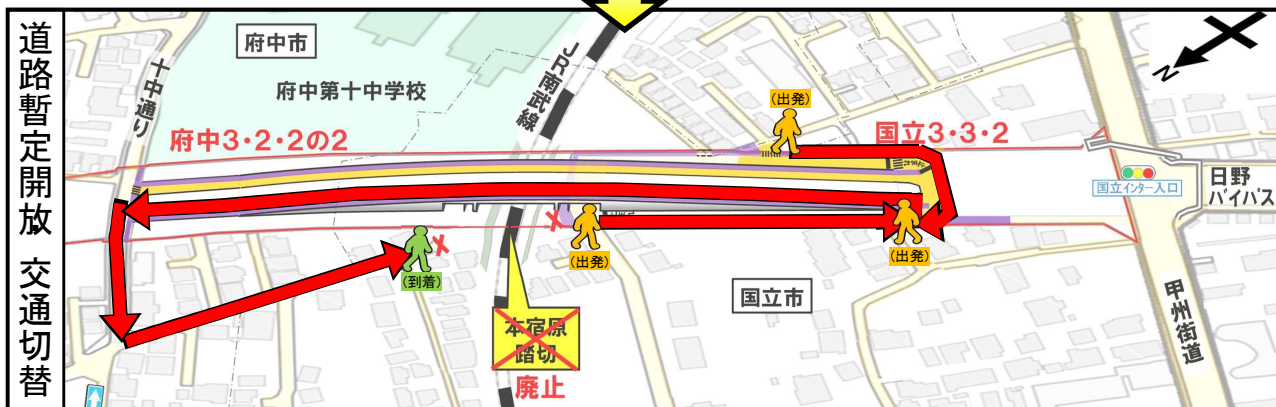 道路暫定開放 交通切替
十中通り
府中市
府中第十中学校
JR南武線
府中3・2・2の2
国立3・3・2
(出発)
(出発)
(出発)
(到着)
国立インター入口
日野
バイパス
甲州街道
国立市
本宿原
踏切
廃止
N